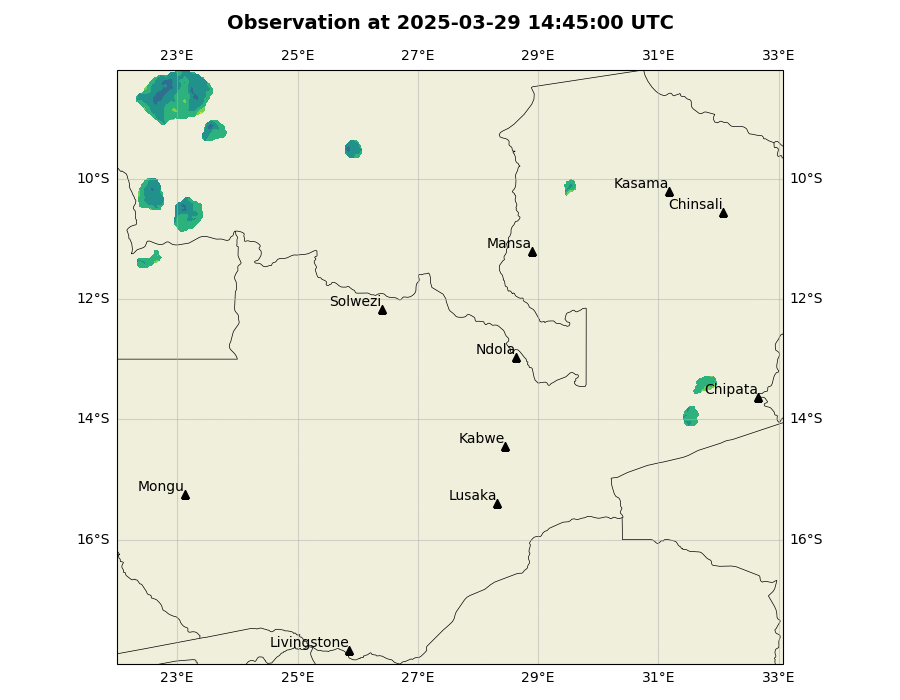 Observation at 2025-03-29 14:45:00 UTC
23°E 25°E 27°E 29°E 31°E 33°E
10°S Kasama 10°S
Chinsali
Mansa
12°S Solwezi 12°S
Ndola
Chipata
14°S 14°S
Kabwe
Mongu
Lusaka
16°S 16°S
Livingstone
23°E 25°E 27°E 29°E 31°E 33°E